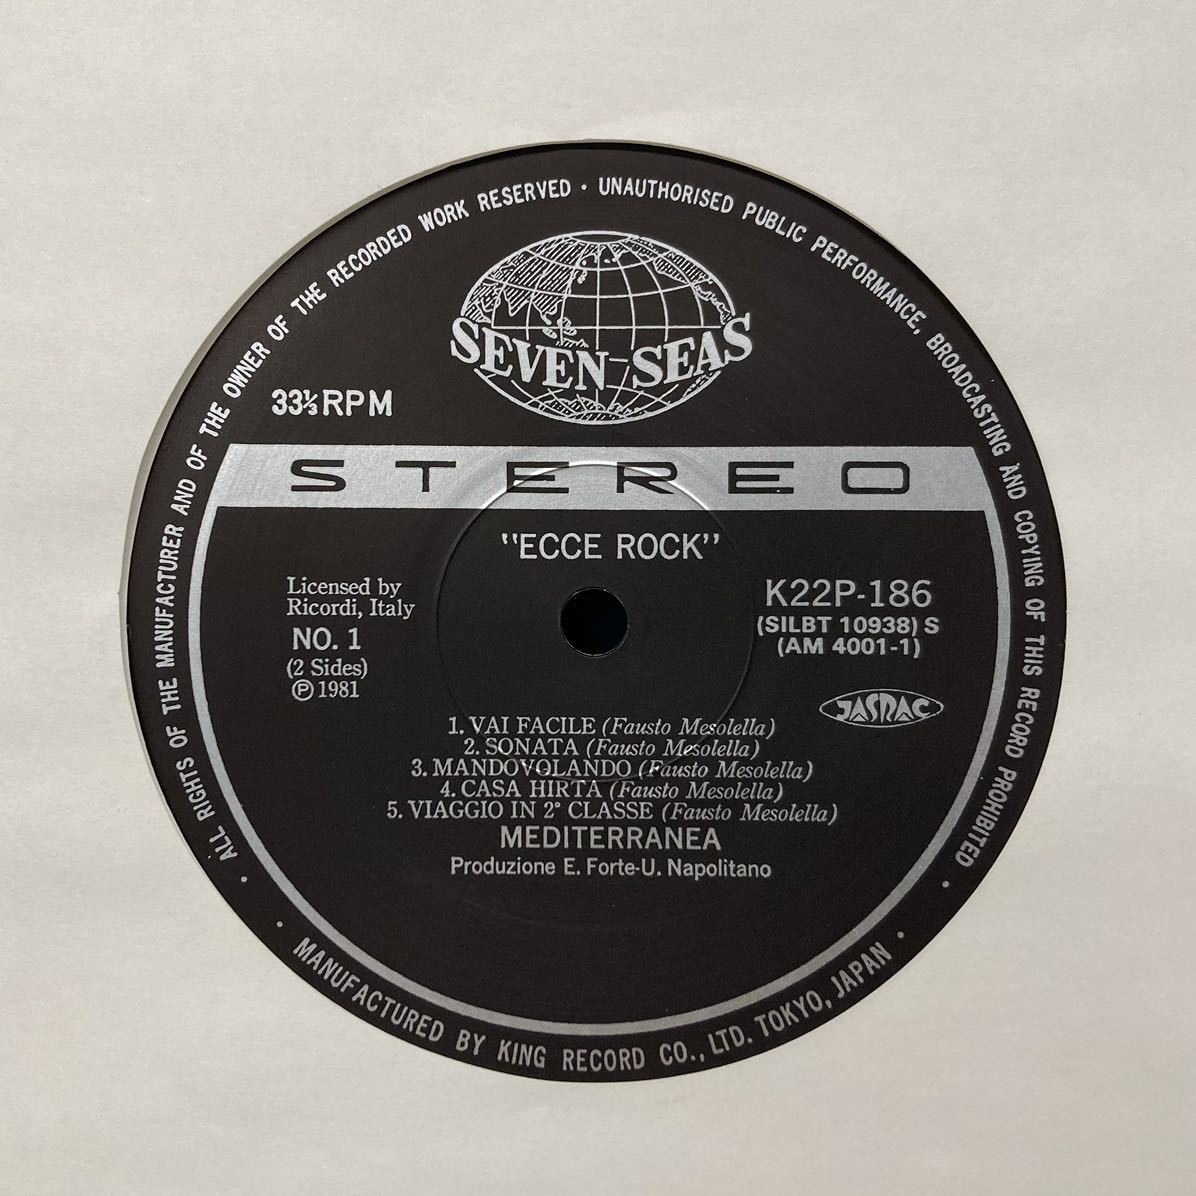 ALL RIGHTS OF THE MANUFACTURER AND OF THE OWNER OF THE RECORDED WORK RESERVED · UNAUTHORISED PUBLIC PERFORMANCE, BROADCASTING AND COPYING OF THIS RECORD PROHIBITED
SEVEN SEAS
33⅓ RPM
STEREO
"ECCE ROCK"
Licensed by
Ricordi, Italy
NO. 1
(2 Sides)
Ⓟ 1981
K22P-186
(SILBT 10938) S
(AM 4001-1)
JASRAC
1. VAI FACILE (Fausto Mesolella)
2. SONATA (Fausto Mesolella)
3. MANDOVOLANDO (Fausto Mesolella)
4. CASA HIRTA (Fausto Mesolella)
5. VIAGGIO IN 2° CLASSE (Fausto Mesolella)
MEDITERRANEA
Produzione E. Forte-U. Napolitano
· MANUFACTURED BY KING RECORD CO., LTD. TOKYO, JAPAN ·